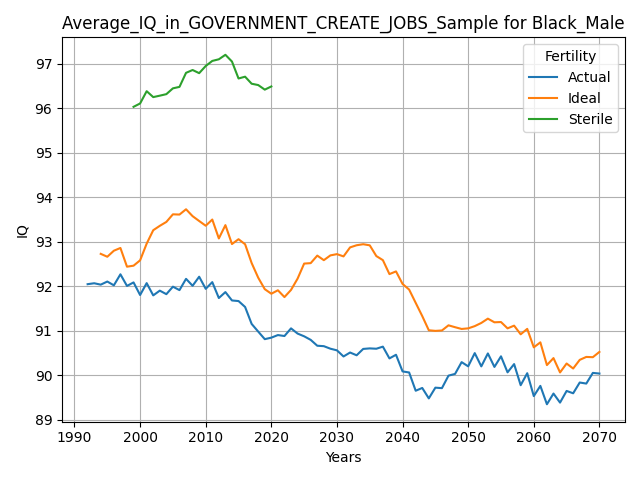 Average_IQ_in_GOVERNMENT_CREATE_JOBS_Sample for Black_Male
Fertility
Actual
Ideal
Sterile
IQ
97
96
95
94
93
92
91
90
89
1990 2000 2010 2020 2030 2040 2050 2060 2070
Years